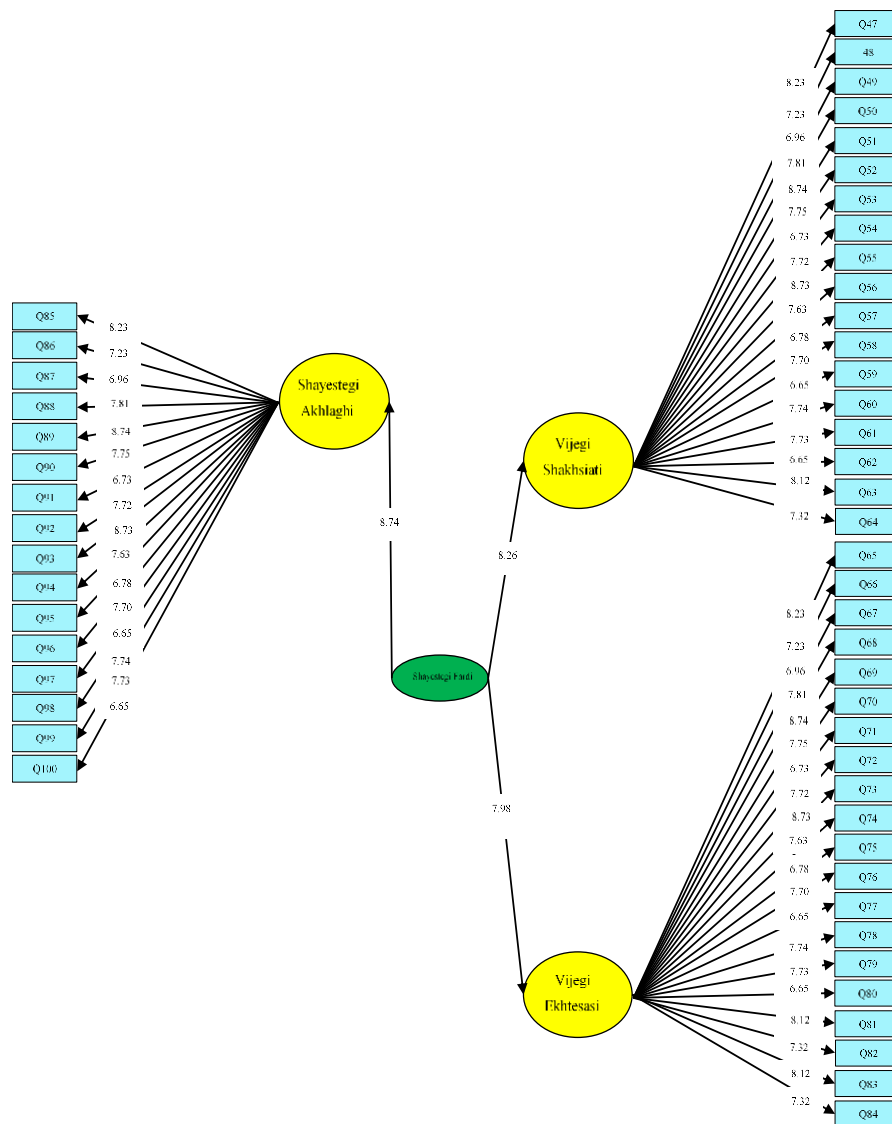 Q85
Q86
Q87
Q88
Q89
Q90
Q91
Q92
Q93
Q94
Q95
Q96
Q97
Q98
Q99
Q100
8.23
7.23
6.96
7.81
8.74
7.75
6.73
7.72
8.73
7.63
6.78
7.70
6.65
7.74
7.73
6.65
Shayestegi
Akhlaghi
8.74
Shayestegi Fardi
8.26
7.98
Vijegi
Shakhsiati
8.23
7.23
6.96
7.81
8.74
7.75
6.73
7.72
8.73
7.63
6.78
7.70
6.65
7.74
7.73
6.65
8.12
7.32
Q47
48
Q49
Q50
Q51
Q52
Q53
Q54
Q55
Q56
Q57
Q58
Q59
Q60
Q61
Q62
Q63
Q64
Vijegi
Ekhtesasi
8.23
7.23
6.96
7.81
8.74
7.75
6.73
7.72
8.73
7.63
6.78
7.70
6.65
7.74
7.73
6.65
8.12
7.32
8.12
7.32
Q65
Q66
Q67
Q68
Q69
Q70
Q71
Q72
Q73
Q74
Q75
Q76
Q77
Q78
Q79
Q80
Q81
Q82
Q83
Q84